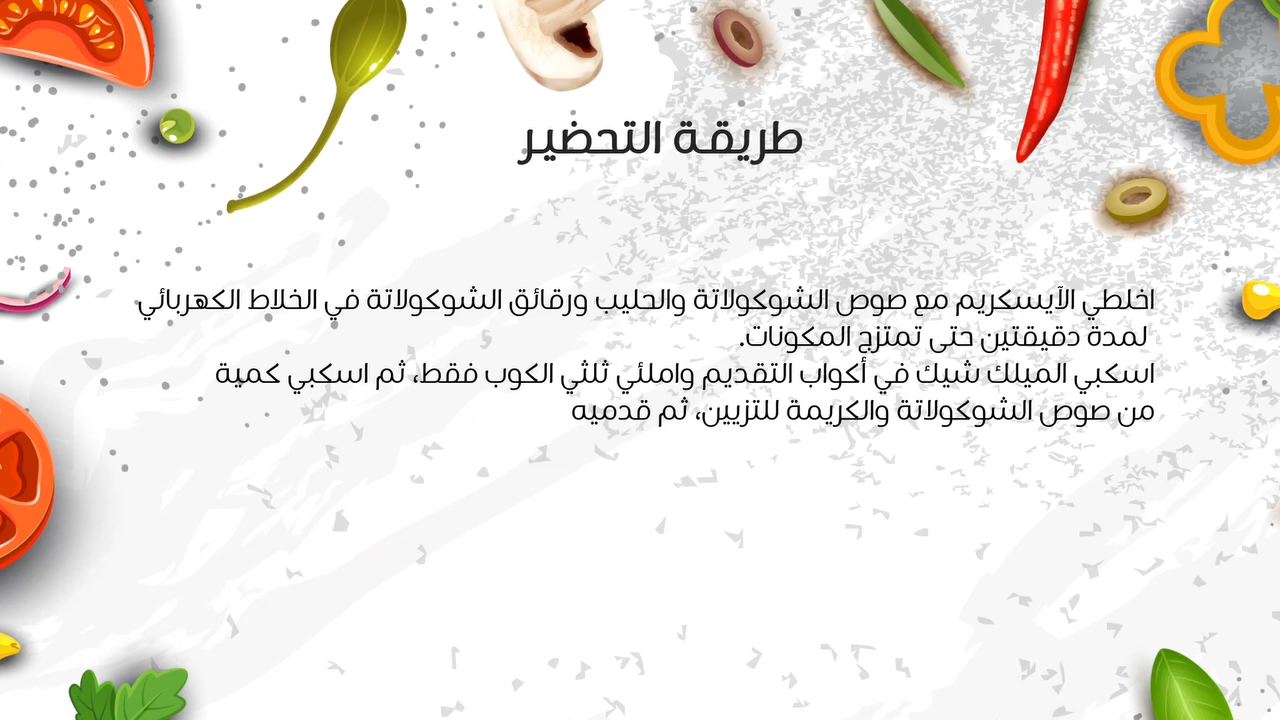 طريقة التحضير
اخلطي الآيسكريم مع صوص الشوكولاتة والحليب ورقائق الشوكولاتة في الخلاط الكهربائي
لمدة دقيقتين حتى تمتزج المكونات.
اسكبي الميلك شيك في أكواب التقديم واملئي ثلثي الكوب فقط، ثم اسكبي كمية
من صوص الشوكولاتة والكريمة للتزيين، ثم قدميه